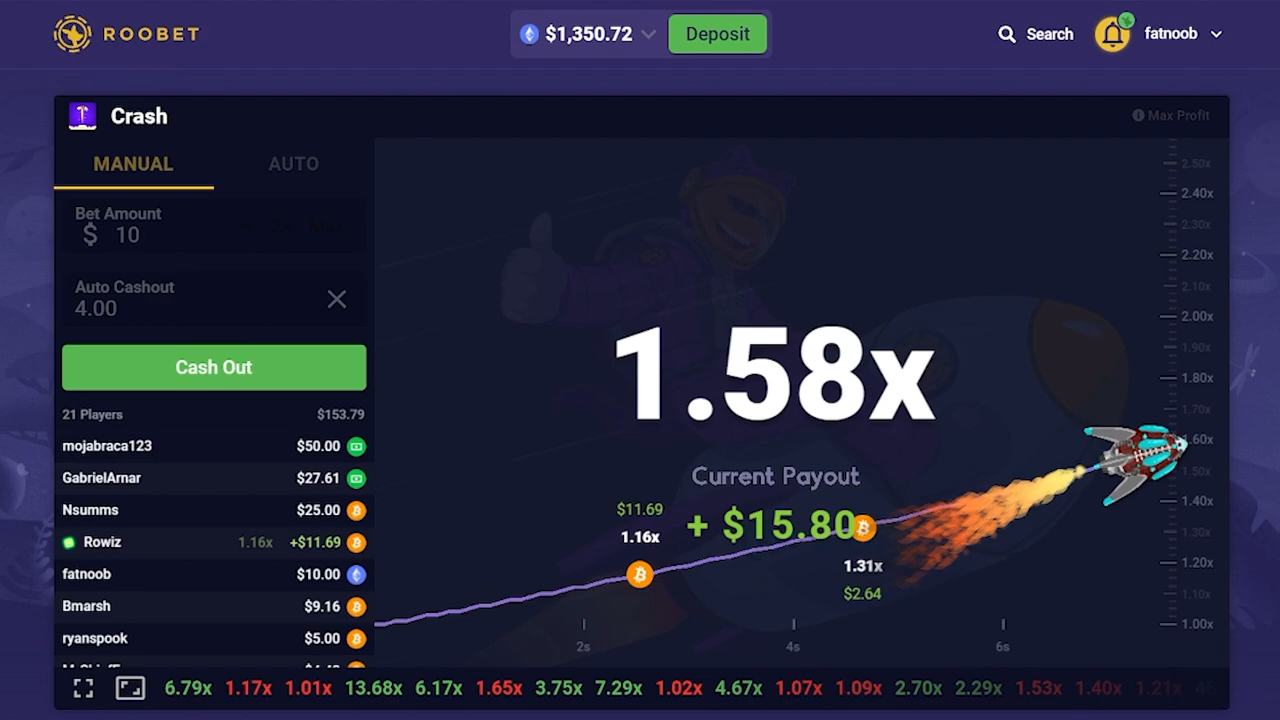 ROOBET
$1,350.72
Deposit
Search
fatnoob
Crash
Max Profit
MANUAL
AUTO
Bet Amount
$ 10
Auto Cashout
4.00
Cash Out
21 Players $153.79
mojabraca123 $50.00
GabrielArnar $27.61
Nsumms $25.00
Rowiz 1.16x +$11.69
fatnoob $10.00
Bmarsh $9.16
ryanspook $5.00
1.58x
Current Payout
+ $15.80
$11.69
1.16x
1.31x
$2.64
2s 4s 6s
2.50x
2.40x
2.30x
2.20x
2.10x
2.00x
1.90x
1.80x
1.70x
1.60x
1.50x
1.40x
1.30x
1.20x
1.10x
1.00x
6.79x 1.17x 1.01x 13.68x 6.17x 1.65x 3.75x 7.29x 1.02x 4.67x 1.07x 1.09x 2.70x 2.29x 1.53x 1.40x 1.21x